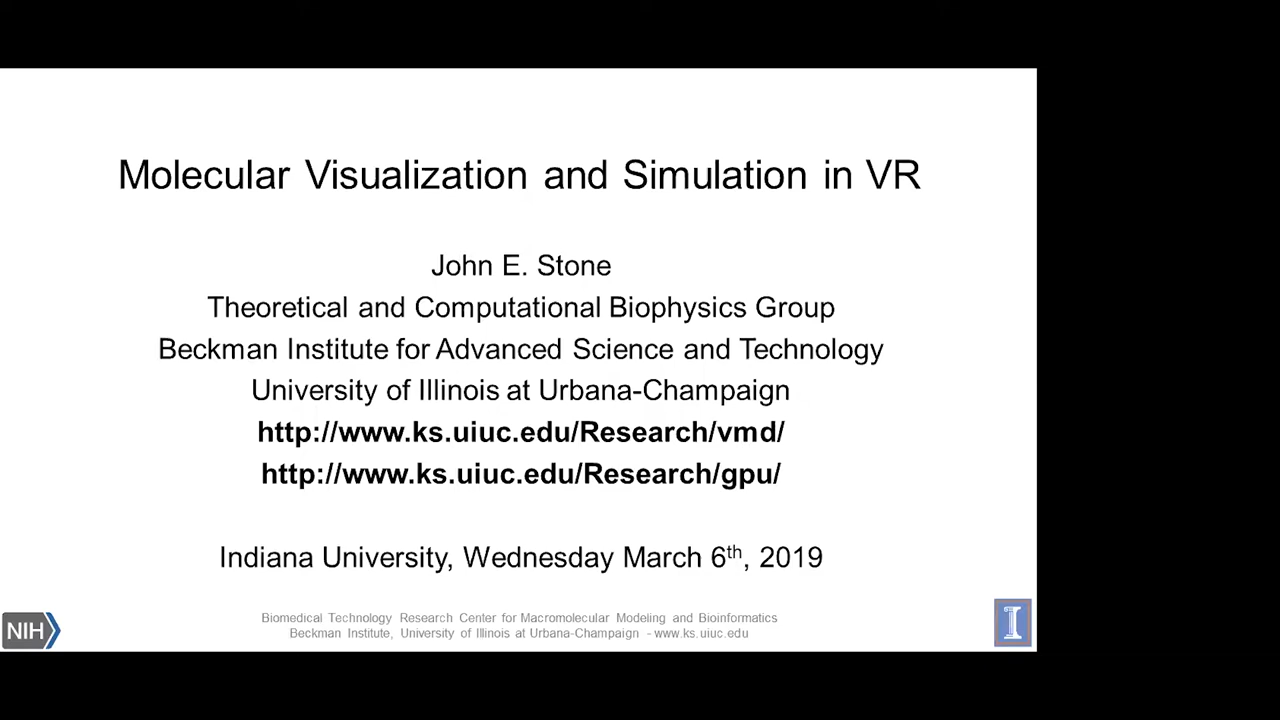 Molecular Visualization and Simulation in VR
John E. Stone
Theoretical and Computational Biophysics Group
Beckman Institute for Advanced Science and Technology
University of Illinois at Urbana-Champaign
http://www.ks.uiuc.edu/Research/vmd/
http://www.ks.uiuc.edu/Research/gpu/
Indiana University, Wednesday March 6th, 2019
Biomedical Technology Research Center for Macromolecular Modeling and Bioinformatics
Beckman Institute, University of Illinois at Urbana-Champaign - www.ks.uiuc.edu
NIH
I